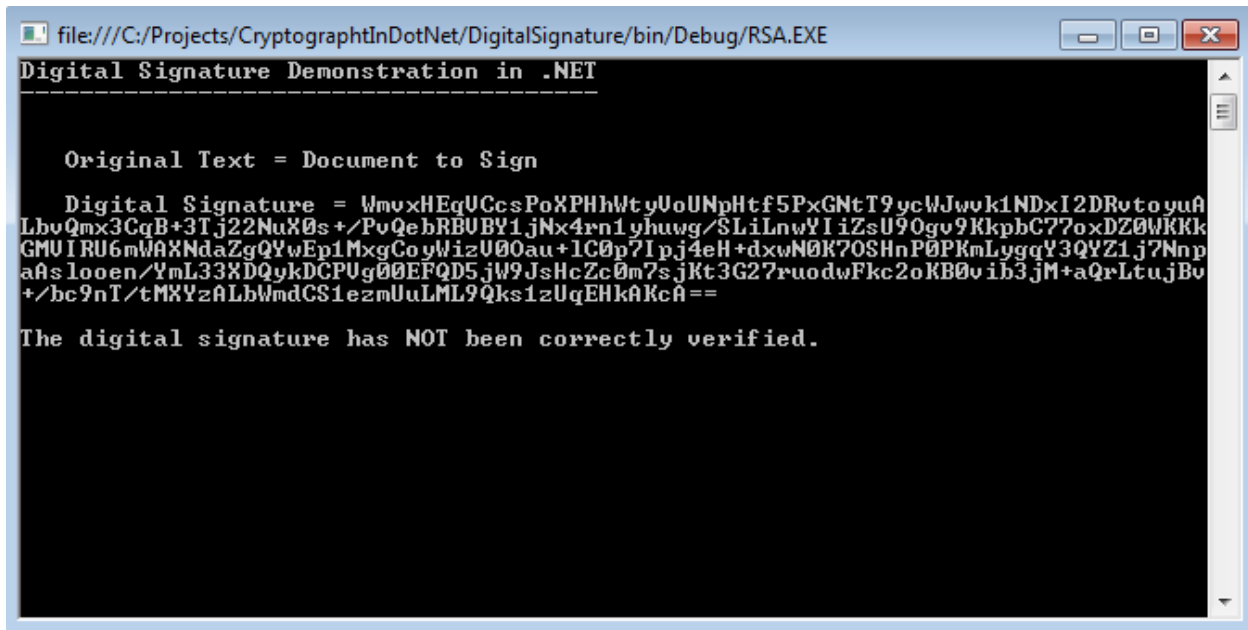 file:///C:/Projects/CryptographtInDotNet/DigitalSignature/bin/Debug/RSA.EXE
Digital Signature Demonstration in .NET
---------------------------------------
Original Text = Document to Sign
Digital Signature = WmvxHEqVCcsPoXPHhWtyVoUNpHtf5PxGNtT9ycWJwvk1NDxI2DRvtoyuA
LbvQmx3CqB+3Tj22NuX0s+/PvQebRBVBY1jNx4rn1yhuwg/SLiLnwYIiZsU9Ogv9KkpbC77oxDZ0WKKk
GMVIRU6mWAXNdaZgQYwEp1MxgCoyWizV0Oau+lC0p7Ipj4eH+dxwN0K7OSHnP0PKmLygqY3QYZ1j7Nnp
aAslooen/YmL33XDQykDCPVg00EFQD5jW9JsHcZc0m7sjKt3G27ruodwFkc2oKB0vib3jM+aQrLtujBv
+/bc9nT/tMXYzALbWmdCS1ezmUuLML9Qks1zUqEHkAKcA==
The digital signature has NOT been correctly verified.